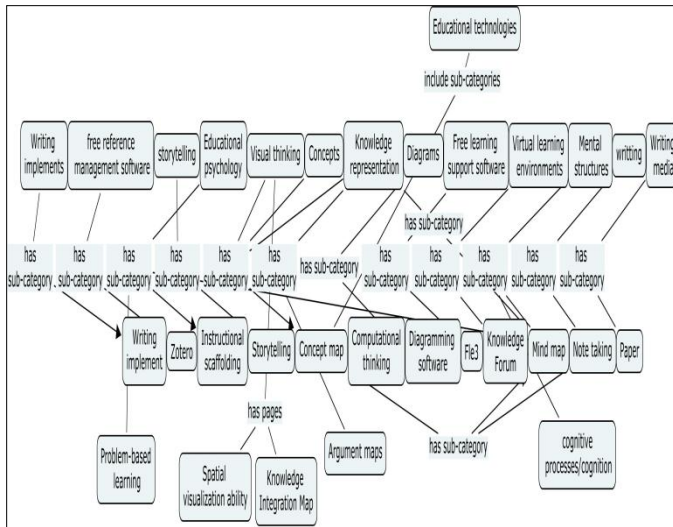 Educational technologies
include sub-categories
Writing
implements
free reference
management software
storytelling
Educational
psychology
Visual thinking
Concepts
Knowledge
representation
Diagrams
Free learning
support software
Virtual learning
environments
Mental
structures
writting
Writing
media
has sub-category
has
sub-category
has
sub-category
has
sub-category
has
sub-category
has
sub-category
has
sub-category
has sub-category
has
sub-category
has
sub-category
has
sub-category
has
sub-category
has
sub-category
Writing
implement
Zotero
Instructional
scaffolding
Storytelling
Concept map
Computational
thinking
Diagramming
software
Fle3
Knowledge
Forum
Mind map
Note taking
Paper
has pages
has sub-category
Problem-based
learning
Spatial
visualization ability
Knowledge
Integration Map
Argument maps
cognitive
processes/cognition